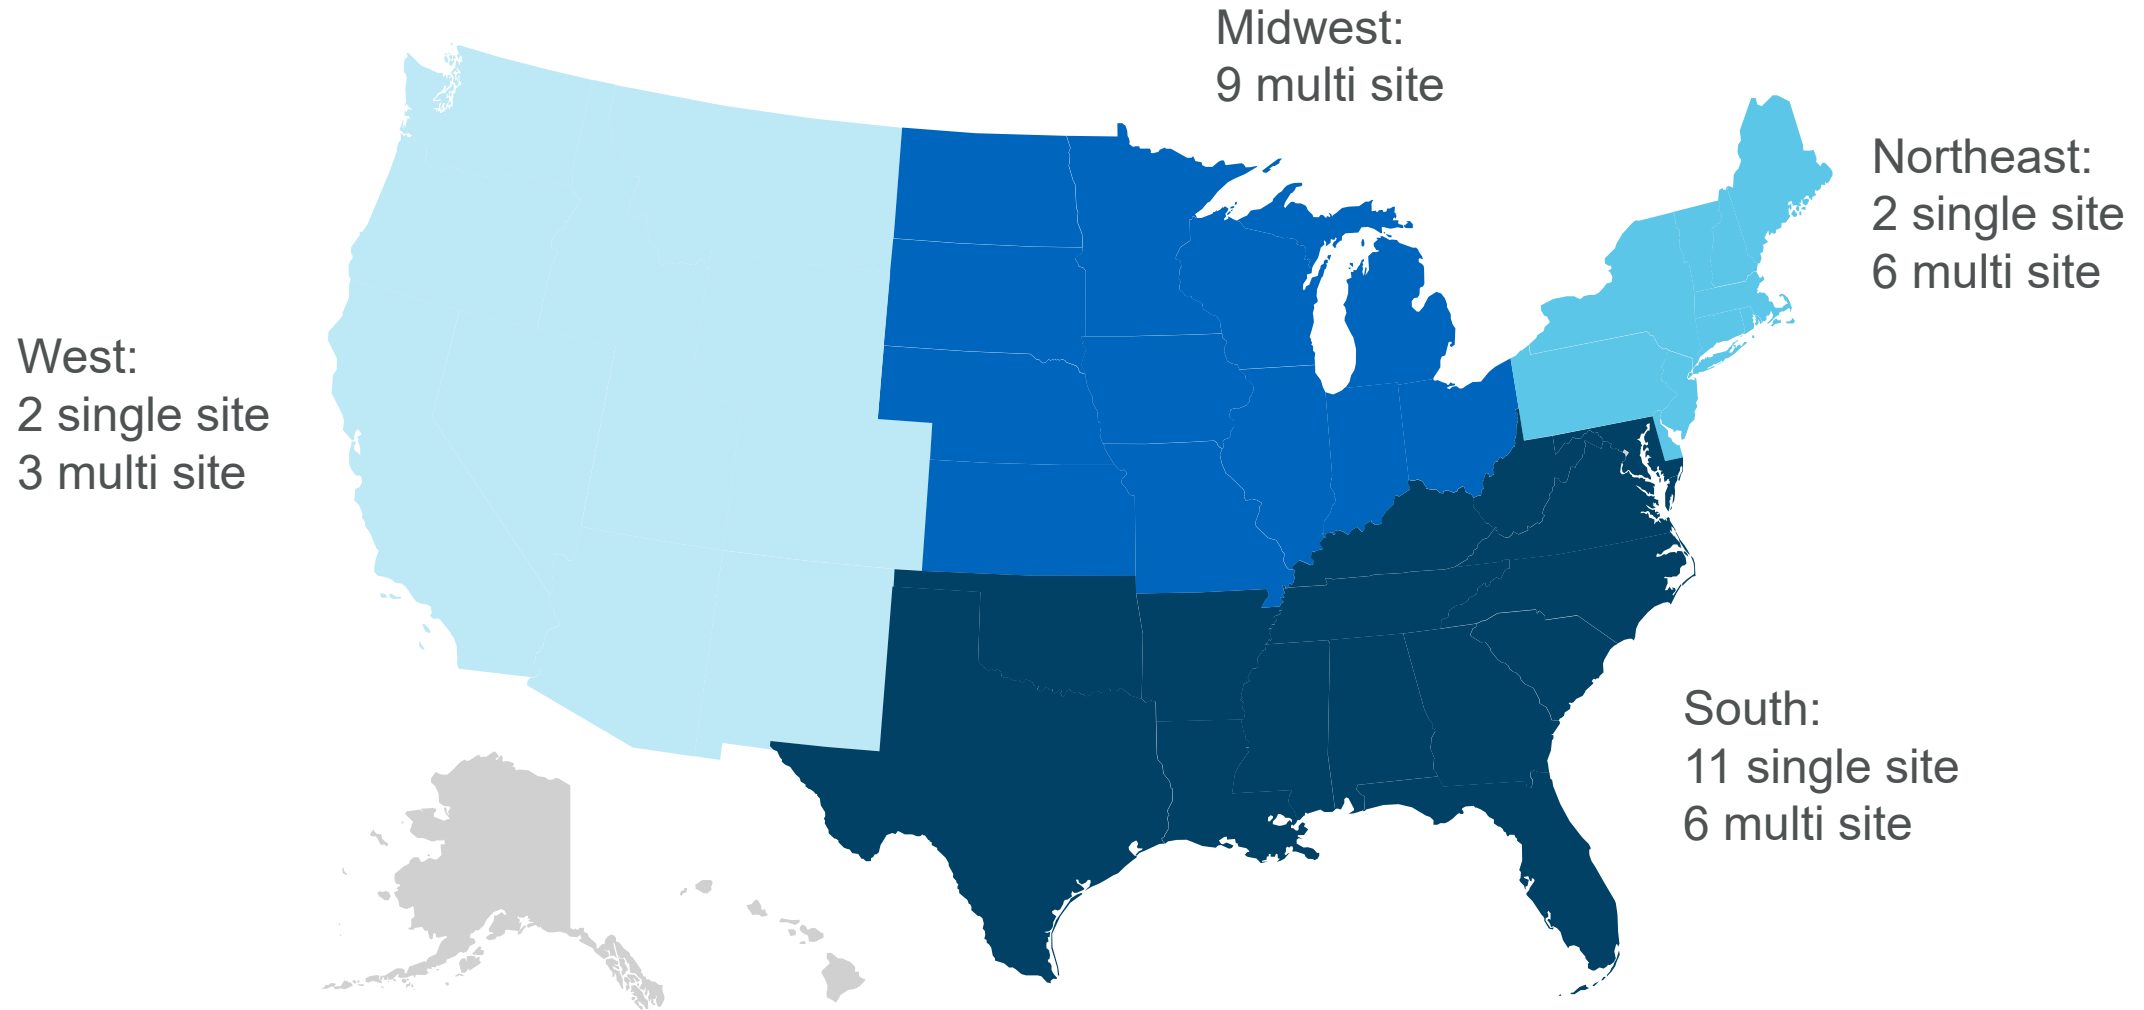 Midwest:
9 multi site
Northeast:
2 single site
6 multi site
West:
2 single site
3 multi site
South:
11 single site
6 multi site